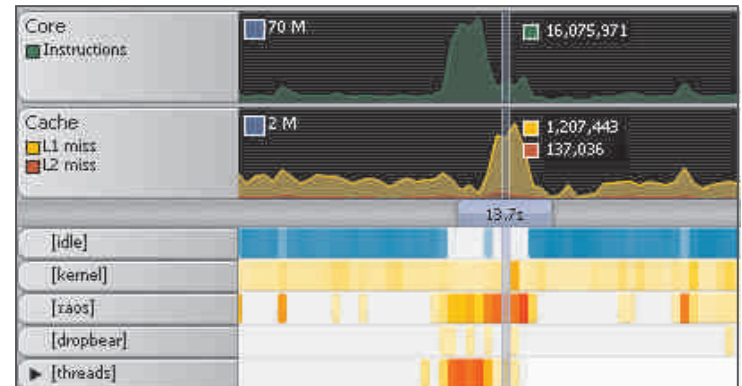 Core
Instructions
70 M
16,075,971
Cache
L1 miss
L2 miss
2 M
1,207,443
137,036
13.7s
[idle]
[kernel]
[xaos]
[dropbear]
[threads]